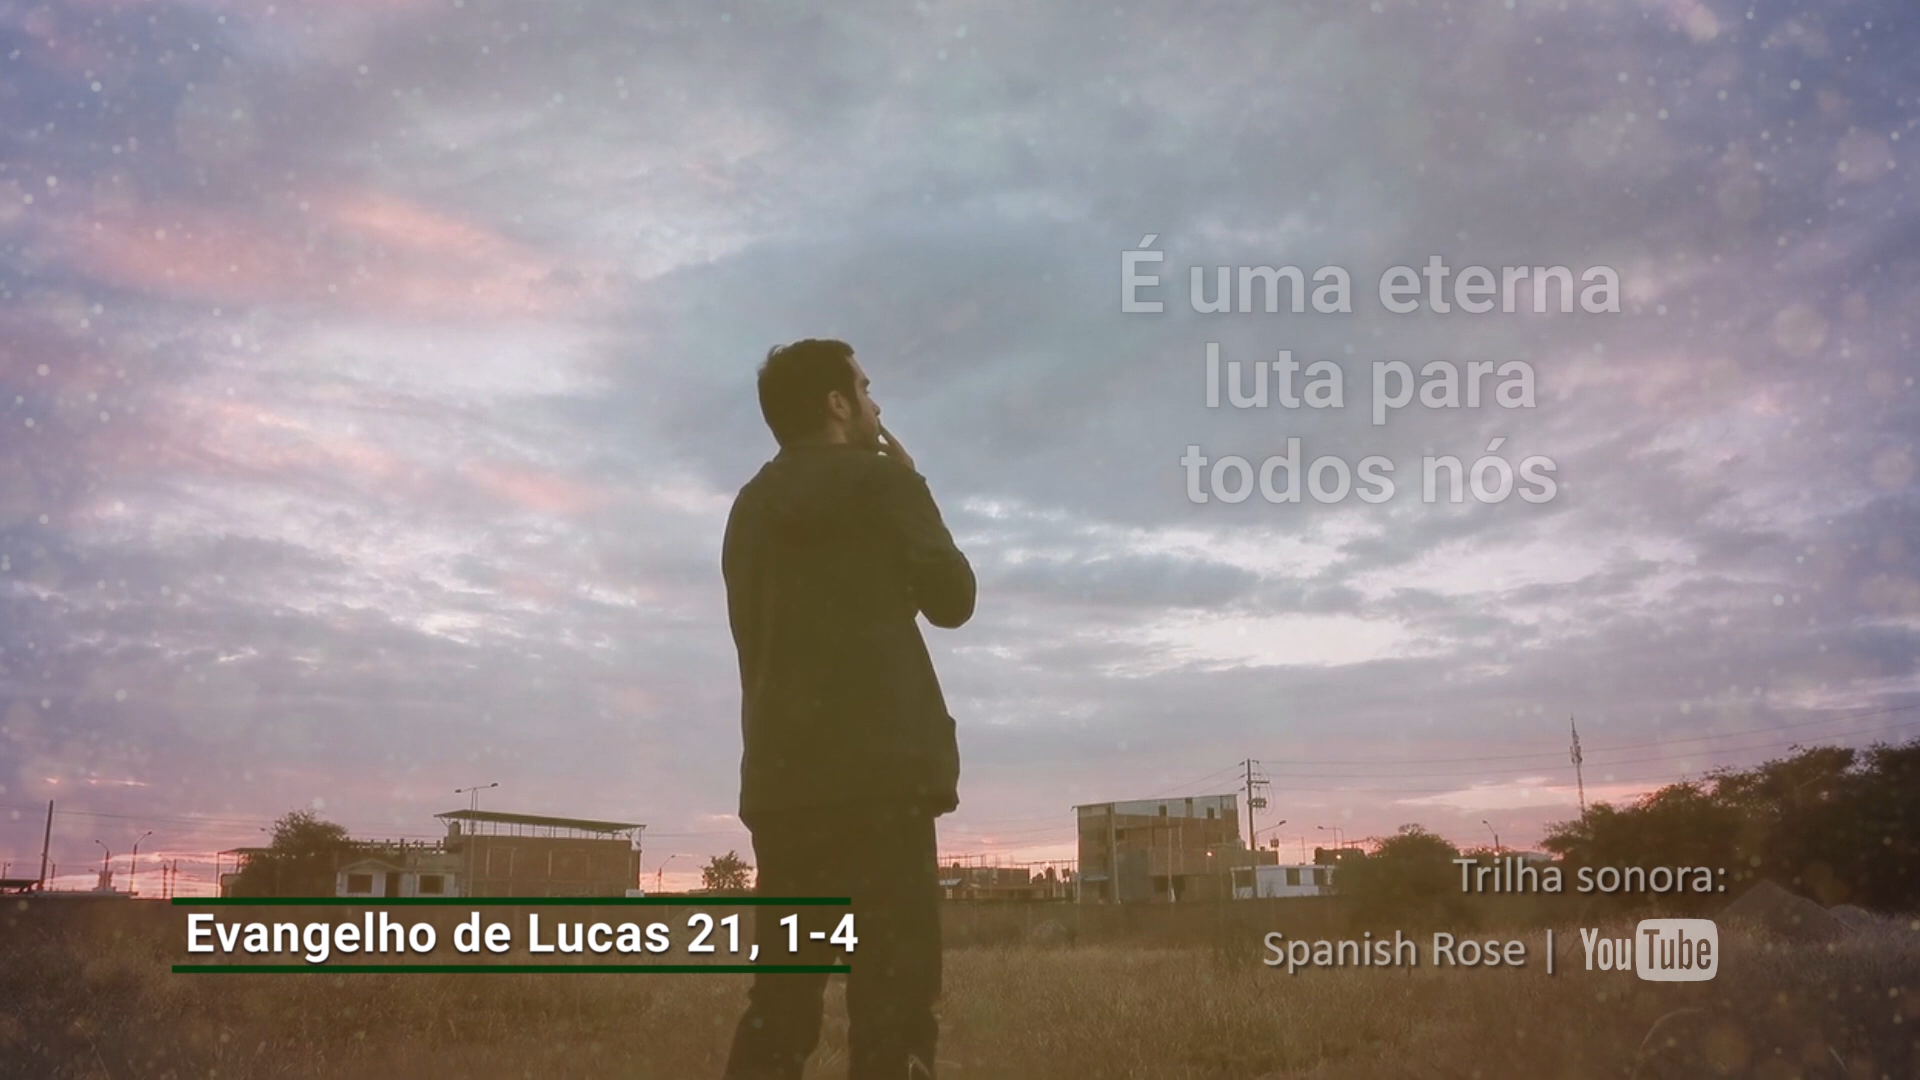 É uma eterna
luta para
todos nós
Evangelho de Lucas 21, 1-4
Trilha sonora:
Spanish Rose | YouTube